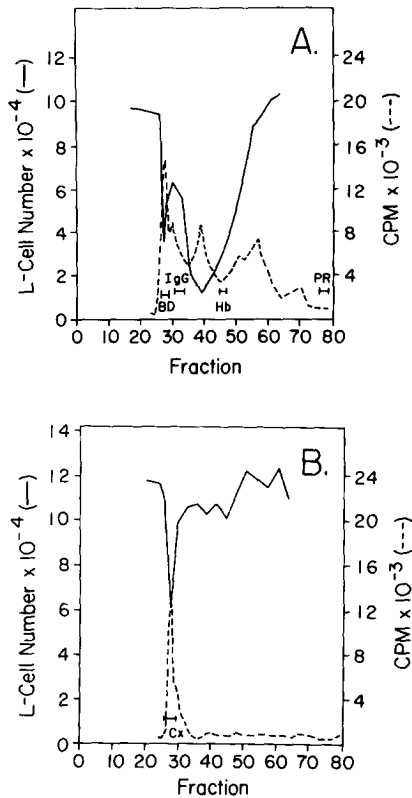 A.
L-Cell Number x 10⁻⁴ (—)
12
10
8
6
4
2
0
CPM x 10⁻³ (---)
24
20
16
12
8
4
IgG
BD
Hb
PR
0 10 20 30 40 50 60 70 80
Fraction
B.
L-Cell Number x 10⁻⁴ (—)
14
12
10
8
6
4
2
0
CPM x 10⁻³ (---)
24
20
16
12
8
4
Cx
0 10 20 30 40 50 60 70 80
Fraction